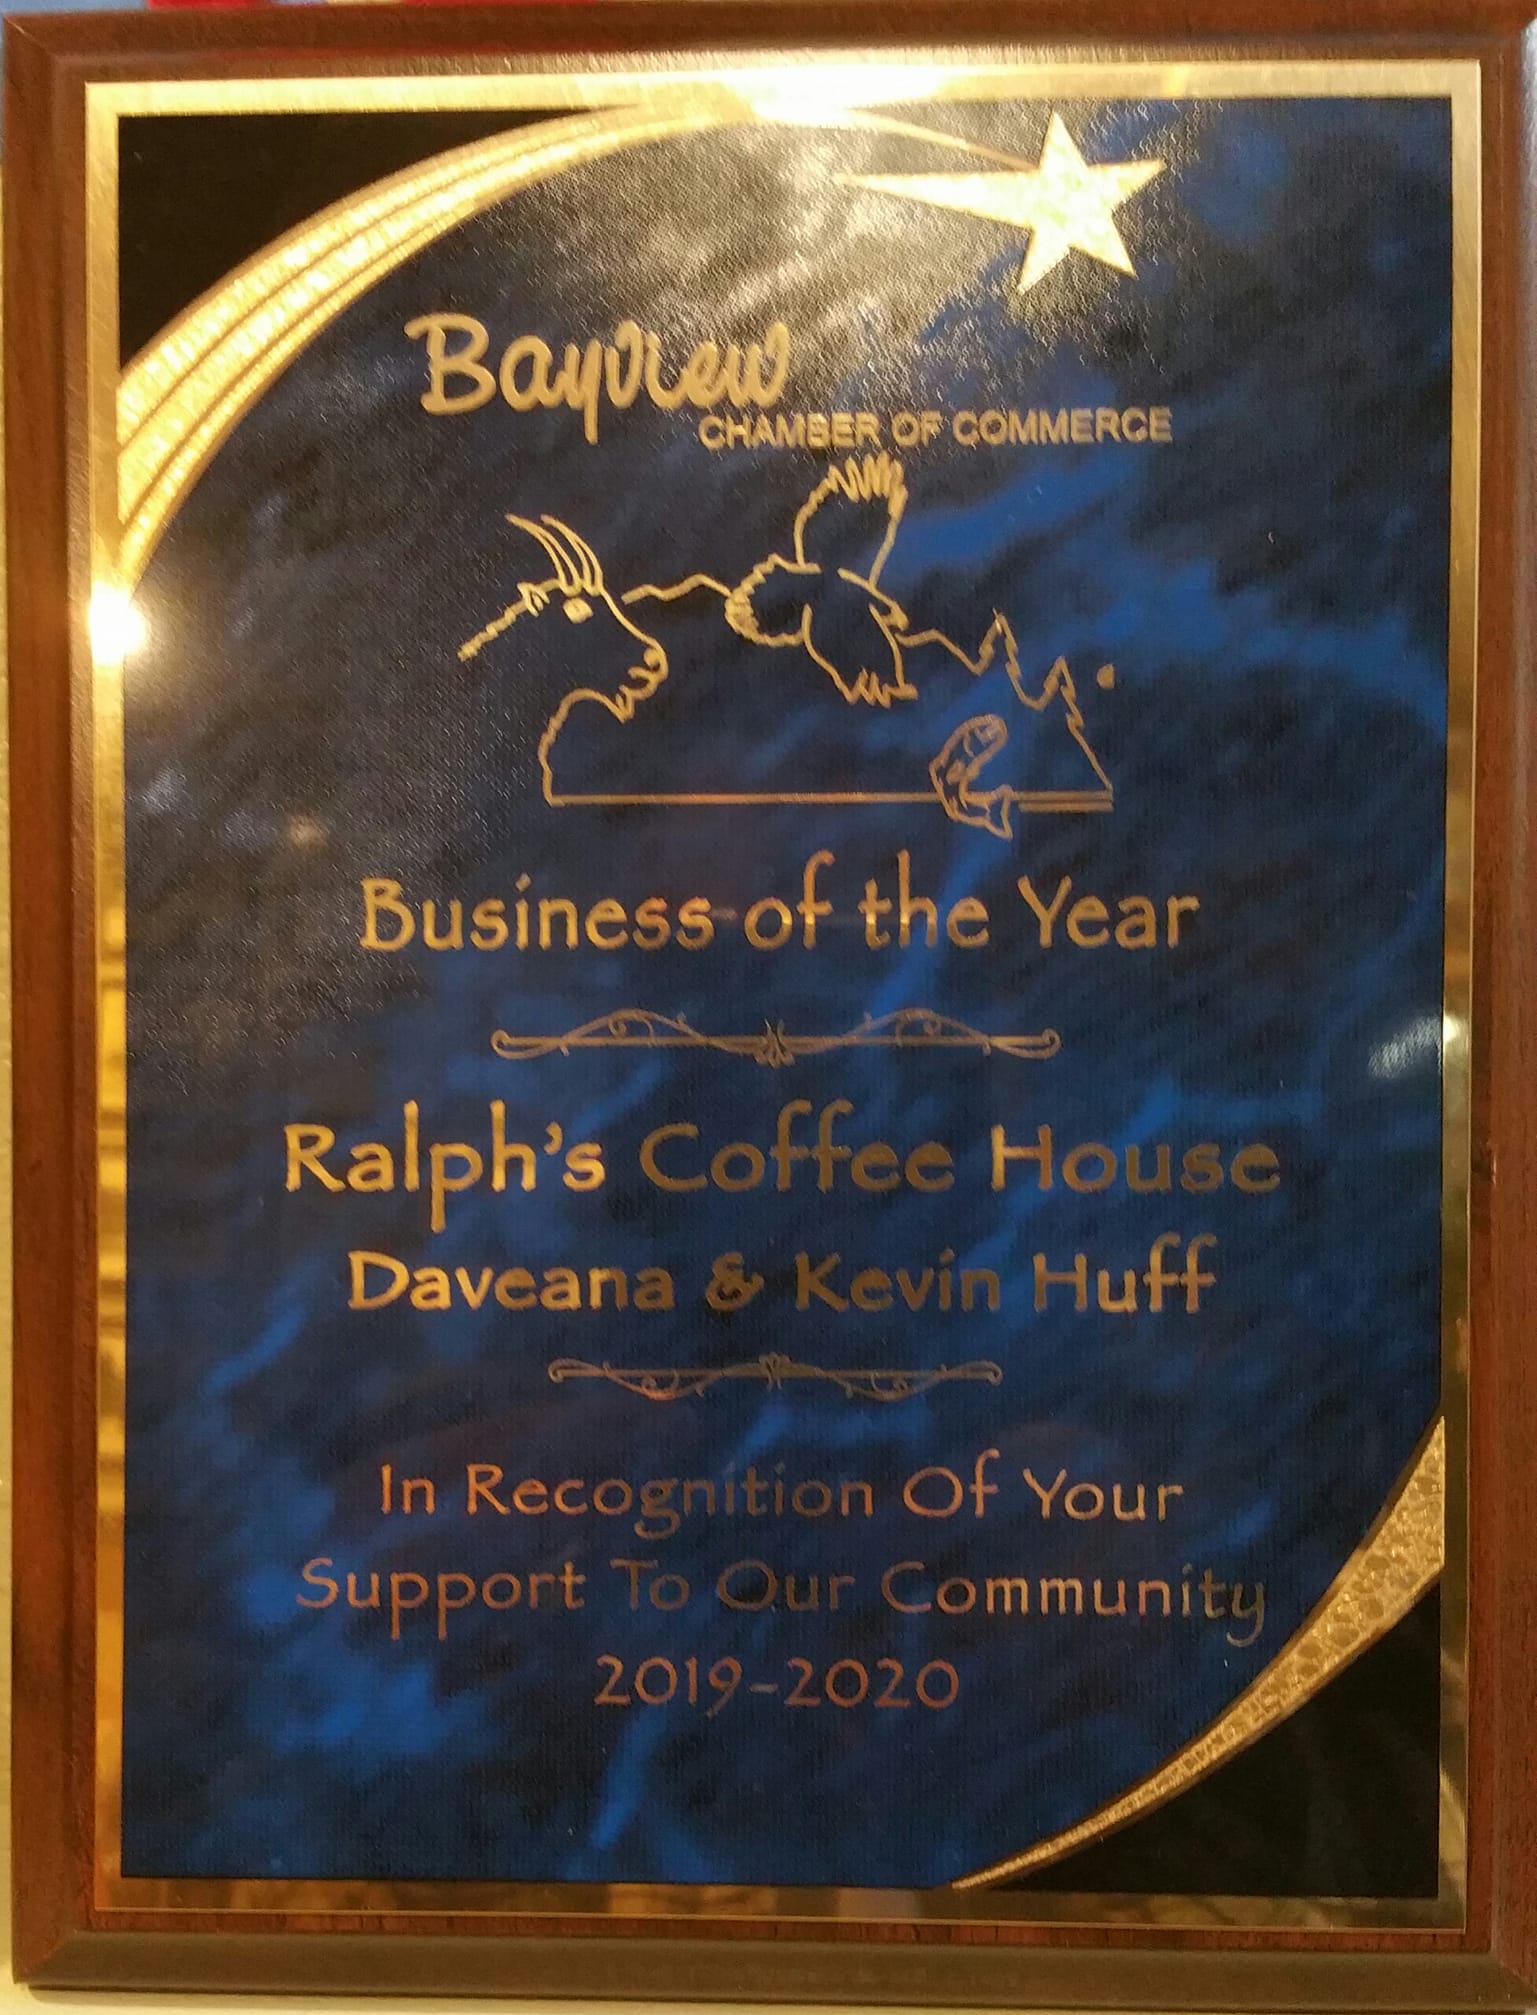 Bayview
CHAMBER OF COMMERCE
Business of the Year
Ralph's Coffee House
Daveana & Kevin Huff
In Recognition Of Your
Support To Our Community
2019-2020